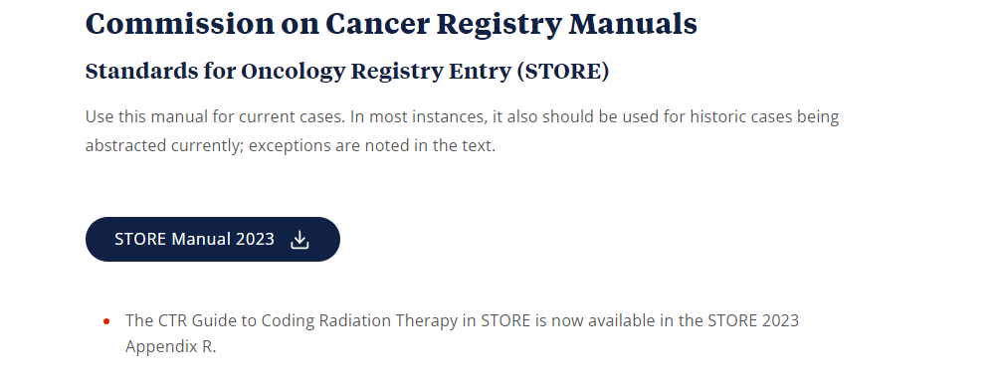 Commission on Cancer Registry Manuals
Standards for Oncology Registry Entry (STORE)
Use this manual for current cases. In most instances, it also should be used for historic cases being
abstracted currently; exceptions are noted in the text.
STORE Manual 2023
The CTR Guide to Coding Radiation Therapy in STORE is now available in the STORE 2023
Appendix R.